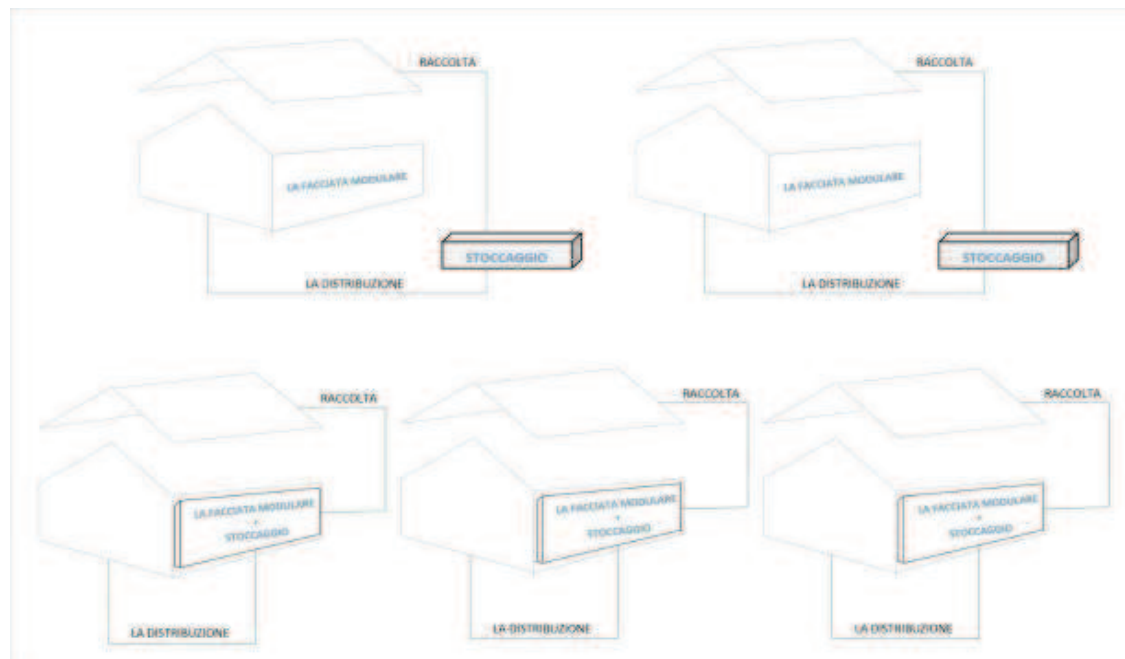 RACCOLTA
LA FACCIATA MODULARE
STOCCAGGIO
LA DISTRIBUZIONE
RACCOLTA
LA FACCIATA MODULARE
STOCCAGGIO
LA DISTRIBUZIONE
RACCOLTA
LA FACCIATA MODULARE
+
STOCCAGGIO
LA DISTRIBUZIONE
RACCOLTA
LA FACCIATA MODULARE
+
STOCCAGGIO
LA DISTRIBUZIONE
RACCOLTA
LA FACCIATA MODULARE
+
STOCCAGGIO
LA DISTRIBUZIONE